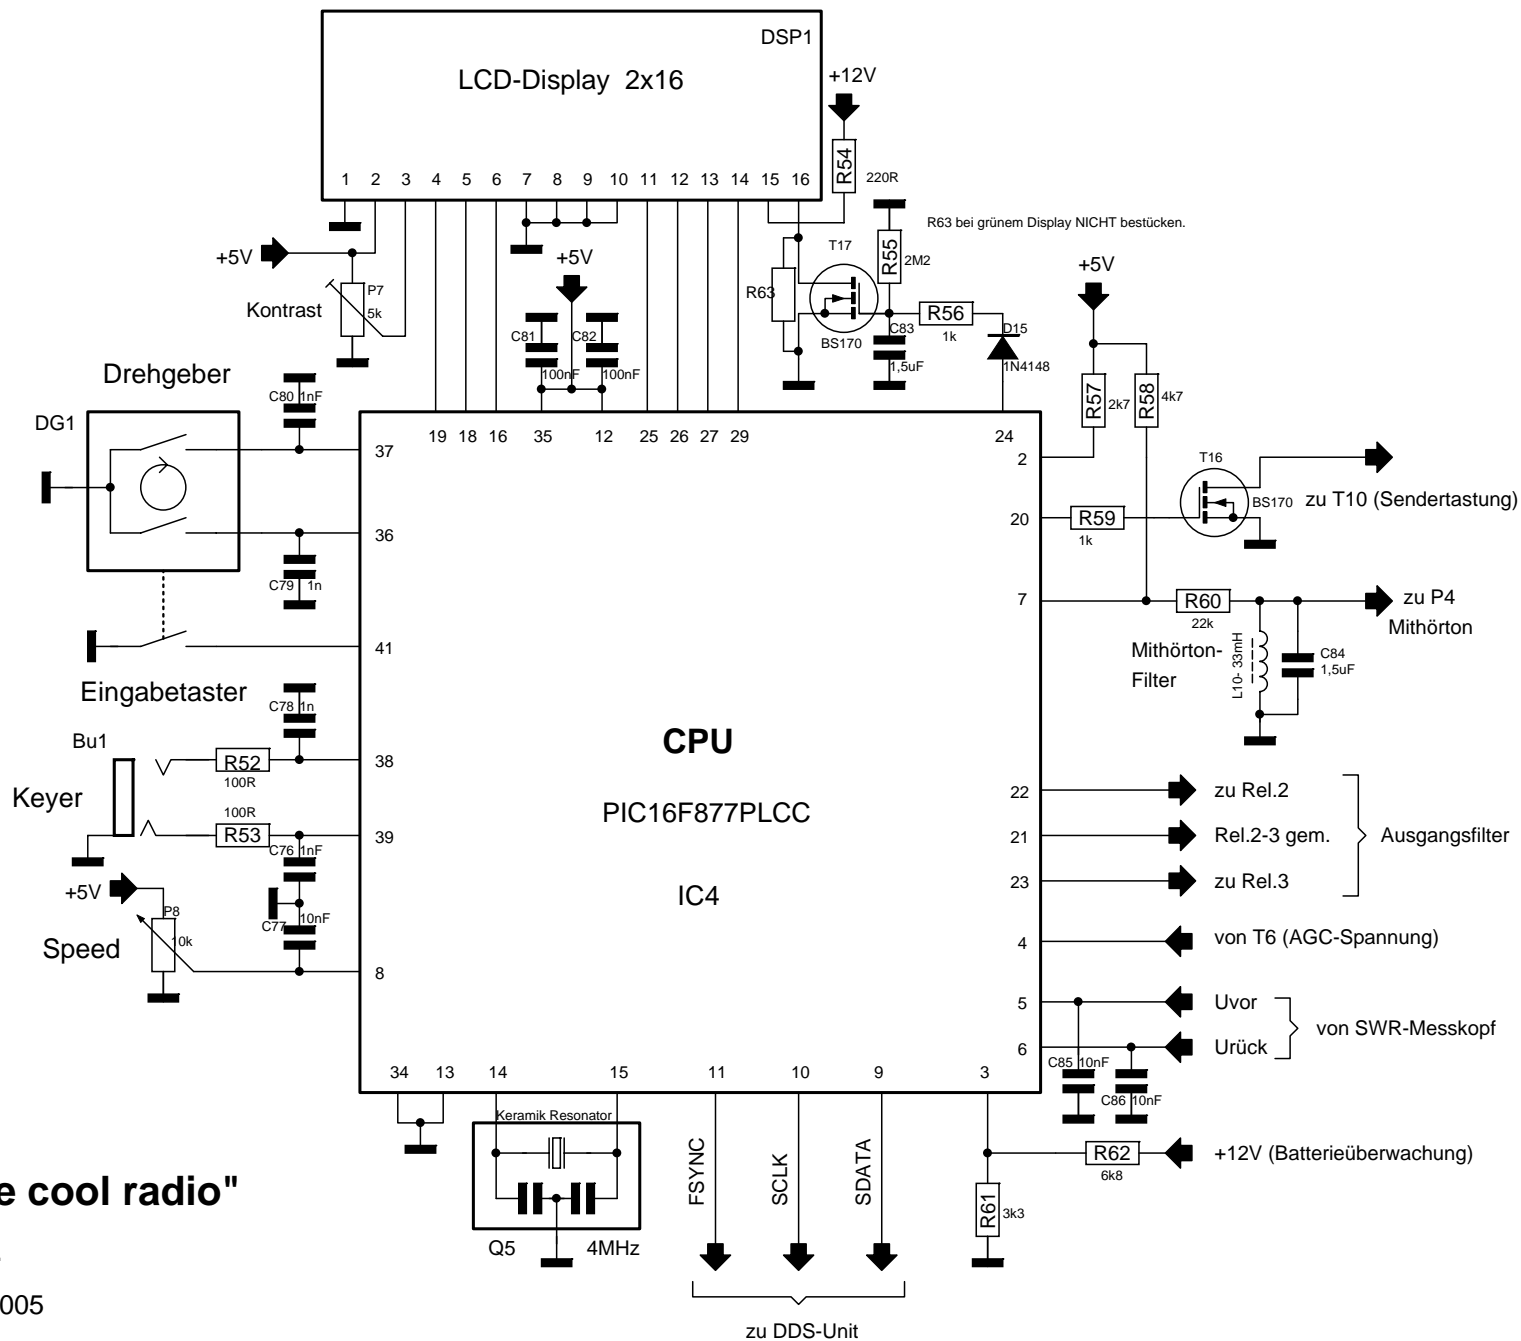 DSP1
LCD-Display 2x16
+12V
1 2 3 4 5 6 7 8 9 10 11 12 13 14 15 16
R54
220R
R63 bei grünem Display NICHT bestücken.
+5V
+5V
T17
R55
2M2
+5V
Kontrast
P7
5k
C81
100nF
C82
100nF
R63
BS170
C83
1,5uF
R56
1k
D15
1N4148
R57
2k7
R58
4k7
Drehgeber
DG1
C80 1nF
37
19 18 16 35 12 25 26 27 29 24
2
T16
BS170
zu T10 (Sendertastung)
20
R59
1k
36
C79 1n
7
R60
22k
zu P4
Mithörton
41
Mithörton-
Filter
L10- 33mH
C84
1,5uF
Eingabetaster
C78 1n
Bu1
R52
100R
38
CPU
Keyer
100R
R53
39
PIC16F877PLCC
22
zu Rel.2
21
Rel.2-3 gem.
Ausgangsfilter
23
zu Rel.3
C76 1nF
+5V
P8
10k
C77
10nF
IC4
Speed
8
4
von T6 (AGC-Spannung)
5
Uvor
6
Urück
von SWR-Messkopf
C85 10nF
C86 10nF
34 13 14 15 11 10 9 3
Keramik Resonator
FSYNC
SCLK
SDATA
R62
6k8
+12V (Batterieüberwachung)
R61
3k3
Q5
4MHz
e cool radio"
005
zu DDS-Unit